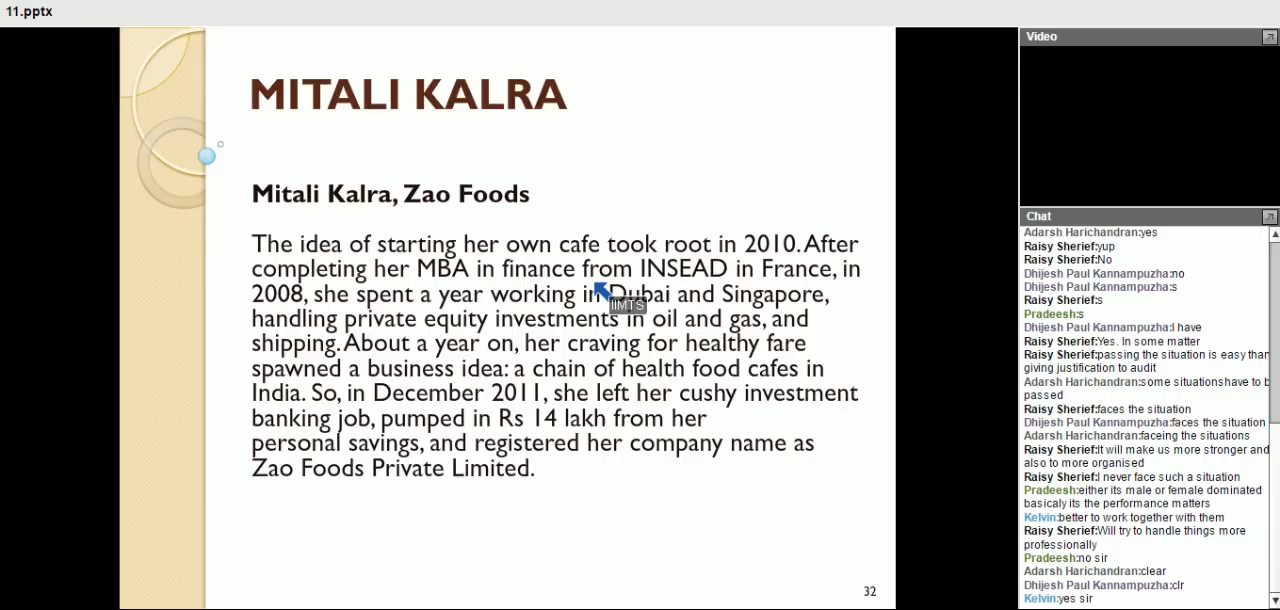 11.pptx
MITALI KALRA
Mitali Kalra, Zao Foods
The idea of starting her own cafe took root in 2010. After
completing her MBA in finance from INSEAD in France, in
2008, she spent a year working in Dubai and Singapore,
handling private equity investments in oil and gas, and
shipping. About a year on, her craving for healthy fare
spawned a business idea: a chain of health food cafes in
India. So, in December 2011, she left her cushy investment
banking job, pumped in Rs 14 lakh from her
personal savings, and registered her company name as
Zao Foods Private Limited.
IIMTS
32
Video
Chat
Adarsh Harichandran:yes
Raisy Sherief:yup
Raisy Sherief:No
Dhijesh Paul Kannampuzha:no
Dhijesh Paul Kannampuzha:s
Raisy Sherief:s
Pradeesh:s
Dhijesh Paul Kannampuzha:I have
Raisy Sherief:Yes. In some matter
Raisy Sherief:passing the situation is easy than
giving justification to audit
Adarsh Harichandran:some situationshave to b
passed
Raisy Sherief:faces the situation
Dhijesh Paul Kannampuzha:faces the situation
Adarsh Harichandran:faceing the situations
Raisy Sherief:It will make us more stronger and
also to more organised
Raisy Sherief:I never face such a situation
Pradeesh:either its male or female dominated
basicaly its the performance matters
Kelvin:better to work together with them
Raisy Sherief:Will try to handle things more
professionally
Pradeesh:no sir
Adarsh Harichandran:clear
Dhijesh Paul Kannampuzha:clr
Kelvin:yes sir